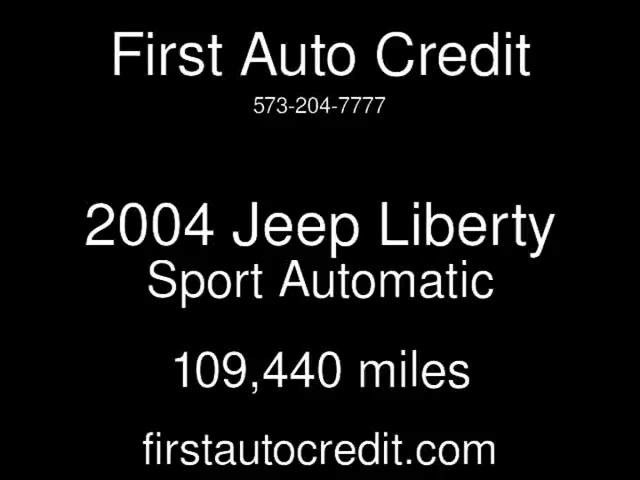 First Auto Credit
573-204-7777
2004 Jeep Liberty
Sport Automatic
109,440 miles
firstautocredit.com